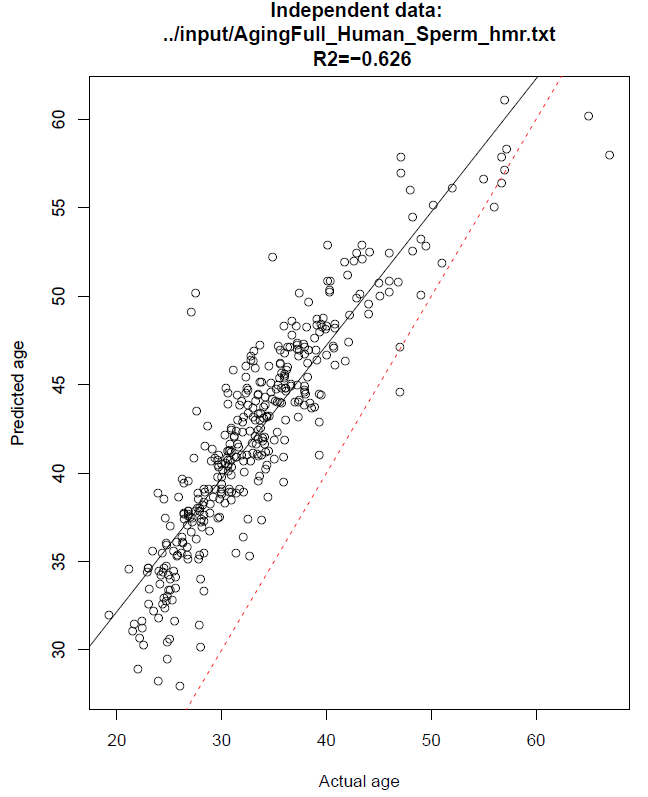 Independent data:
../input/AgingFull_Human_Sperm_hmr.txt
R2=−0.626
Predicted age
60
55
50
45
40
35
30
20 30 40 50 60
Actual age